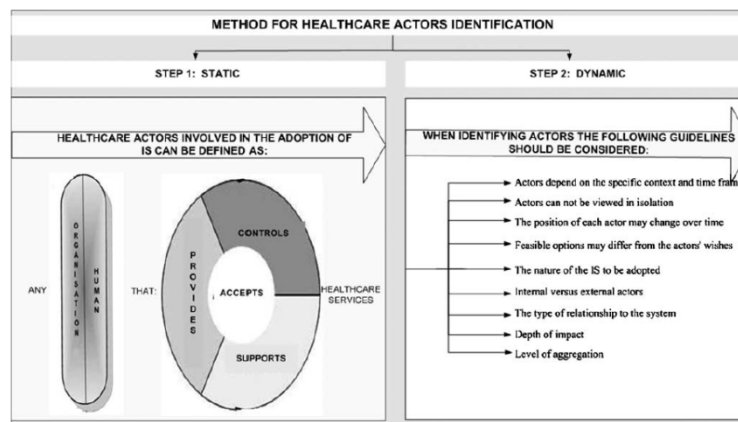 METHOD FOR HEALTHCARE ACTORS IDENTIFICATION
STEP 1: STATIC
STEP 2: DYNAMIC
HEALTHCARE ACTORS INVOLVED IN THE ADOPTION OF
IS CAN BE DEFINED AS:
ANY
ORGANISATION
HUMAN
THAT:
PROVIDES
CONTROLS
ACCEPTS
SUPPORTS
HEALTHCARE
SERVICES
WHEN IDENTIFYING ACTORS THE FOLLOWING GUIDELINES
SHOULD BE CONSIDERED:
Actors depend on the specific context and time fram
Actors can not be viewed in isolation
The position of each actor may change over time
Feasible options may differ from the actors' wishes
The nature of the IS to be adopted
Internal versus external actors
The type of relationship to the system
Depth of impact
Level of aggregation